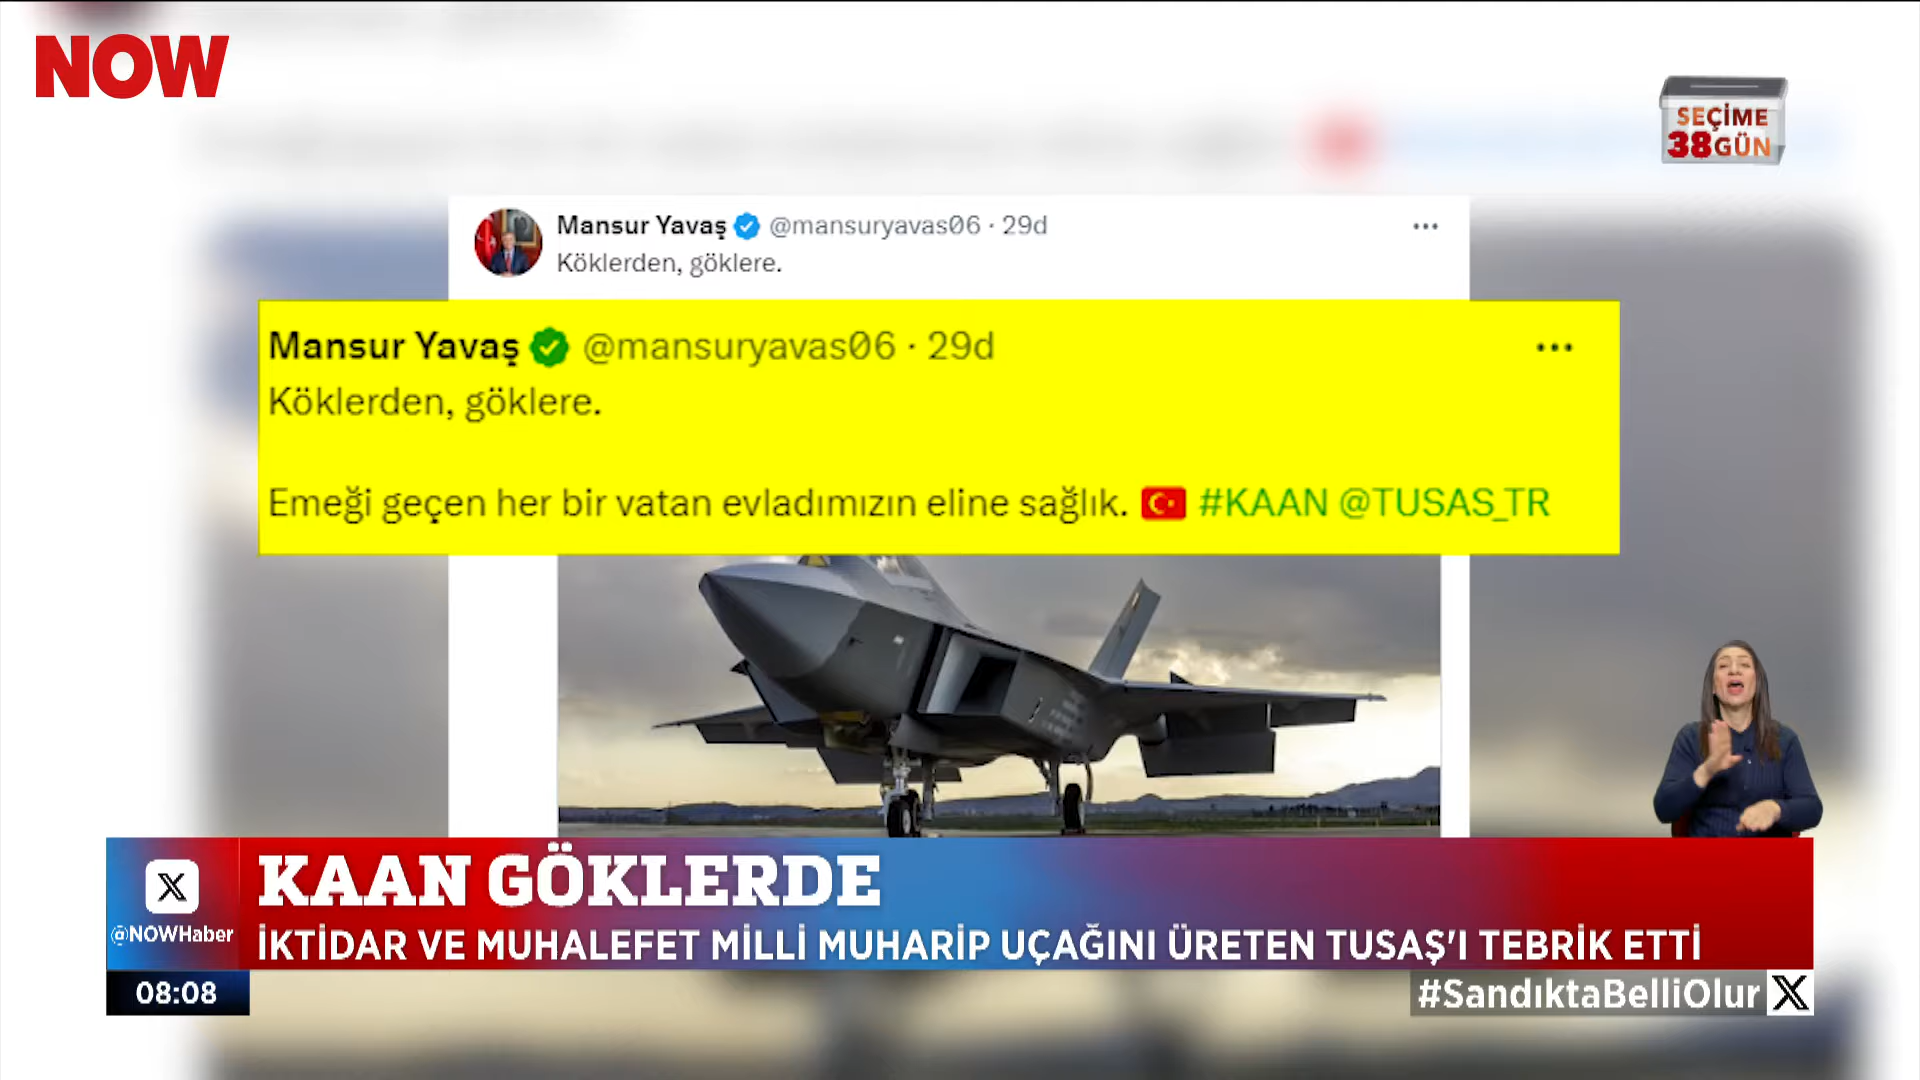 NOW
SEÇİME
38GÜN
Mansur Yavaş @mansuryavas06 · 29d
Köklerden, göklere.
Mansur Yavaş @mansuryavas06 · 29d
Köklerden, göklere.
Emeği geçen her bir vatan evladımızın eline sağlık. 🇹🇷 #KAAN @TUSAS_TR
KAAN GÖKLERDE
@NOWHaber
İKTİDAR VE MUHALEFET MİLLİ MUHARİP UÇAĞINI ÜRETEN TUSAŞ'I TEBRİK ETTİ
08:08
#SandıktaBelliOlur X